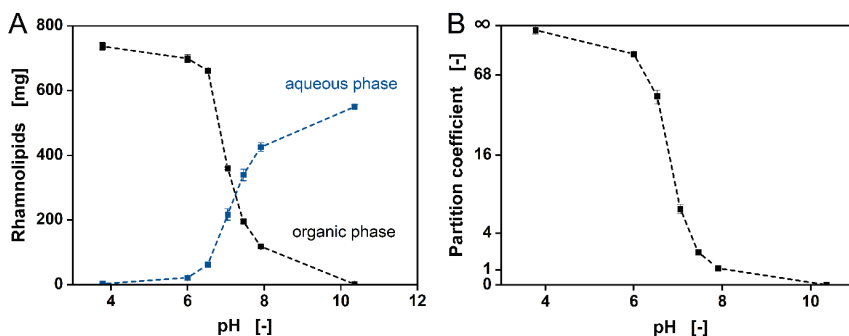 A
Rhamnolipids [mg]
800
600
400
200
0
aqueous phase
organic phase
4 6 8 10 12
pH [-]
B
Partition coefficient [-]
∞
68
16
4
1
0
4 6 8 10
pH [-]